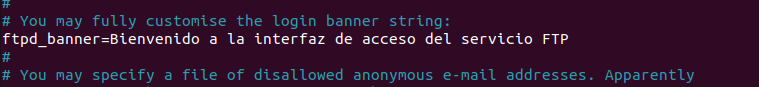 #
# You may fully customise the login banner string:
ftpd_banner=Bienvenido a la interfaz de acceso del servicio FTP
#
# You may specify a file of disallowed anonymous e-mail addresses. Apparently